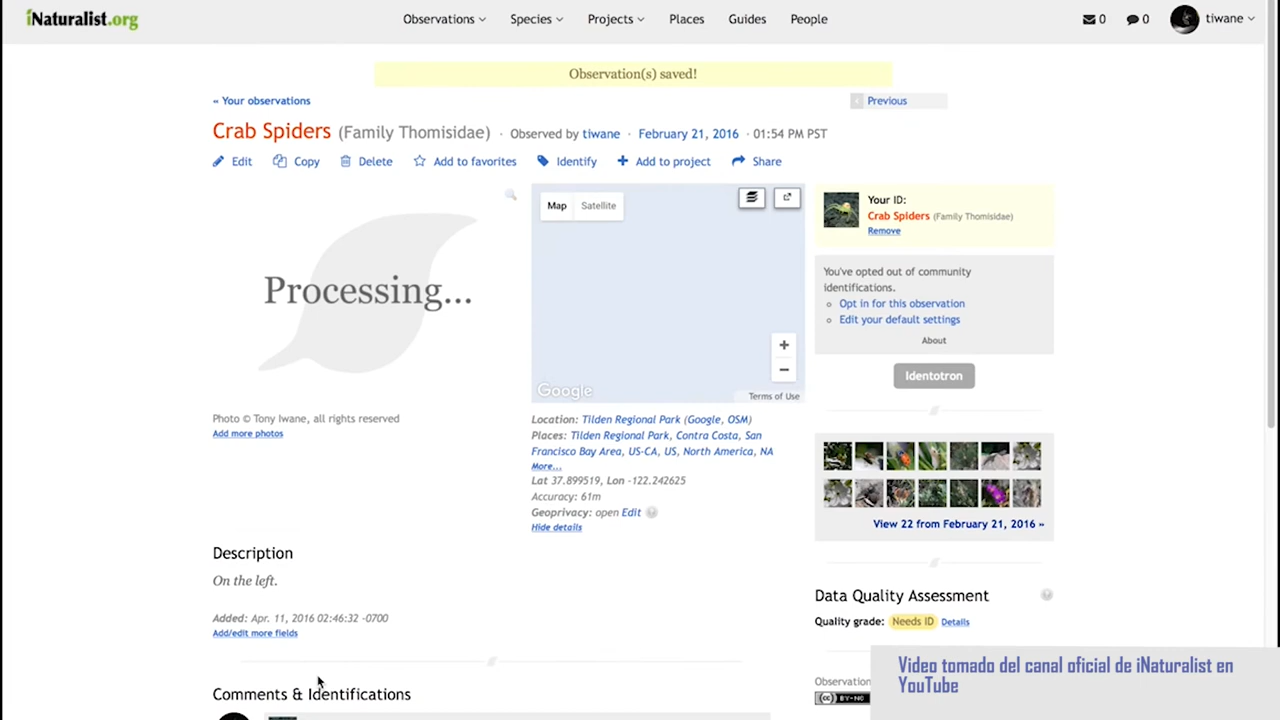 iNaturalist.org
Observations
Species
Projects
Places
Guides
People
0
0
tiwane
Observation(s) saved!
« Your observations
Previous
Crab Spiders (Family Thomisidae) · Observed by tiwane · February 21, 2016 · 01:54 PM PST
Edit
Copy
Delete
Add to favorites
Identify
Add to project
Share
Processing...
Map
Satellite
+
−
Google
Terms of Use
Your ID:
Crab Spiders (Family Thomisidae)
Remove
You've opted out of community
identifications.
Opt in for this observation
Edit your default settings
About
Identotron
Photo © Tony Iwane, all rights reserved
Add more photos
Location: Tilden Regional Park (Google, OSM)
Places: Tilden Regional Park, Contra Costa, San
Francisco Bay Area, US-CA, US, North America, NA
More...
Lat 37.899519, Lon -122.242625
Accuracy: 61m
Geoprivacy: open Edit
Hide details
View 22 from February 21, 2016 »
Description
On the left.
Added: Apr. 11, 2016 02:46:32 -0700
Add/edit more fields
Data Quality Assessment
Quality grade: Needs ID Details
Observation
cc BY-NC
Comments & Identifications
Video tomado del canal oficial de iNaturalist en
YouTube